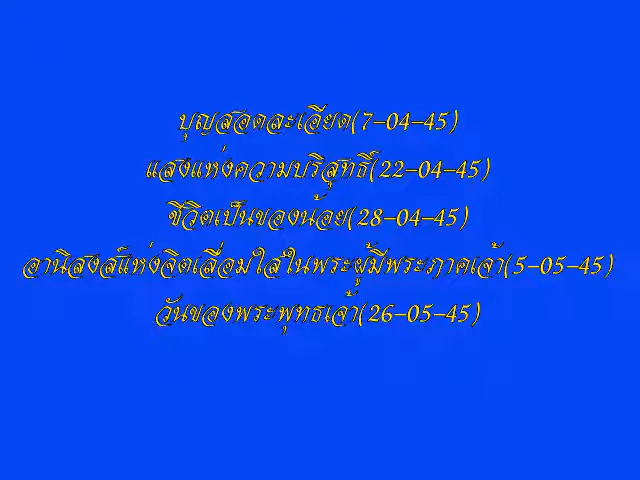 บุญสอดละเอียด(7-04-45)
แสงแห่งความบริสุทธิ์(22-04-45)
ชีวิตเป็นของน้อย(28-04-45)
อานิสงส์แห่งจิตเลื่อมใสในพระผู้มีพระภาคเจ้า(5-05-45)
วันของพระพุทธเจ้า(26-05-45)